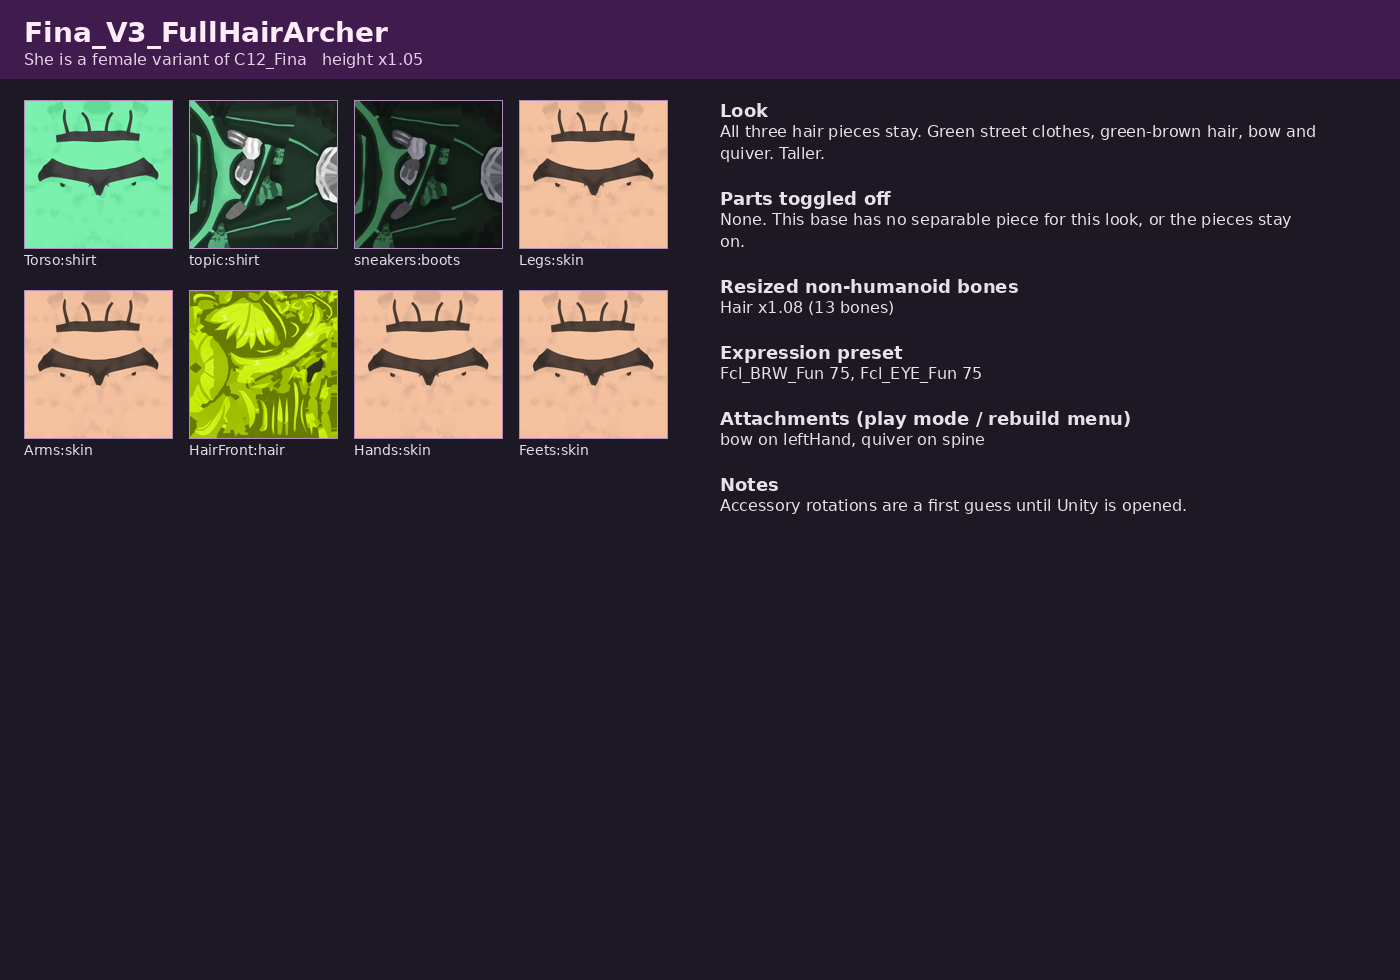 Fina_V3_FullHairArcher
She is a female variant of C12_Fina   height x1.05
Torso:shirt
topic:shirt
sneakers:boots
Legs:skin
Arms:skin
HairFront:hair
Hands:skin
Feets:skin
Look
All three hair pieces stay. Green street clothes, green-brown hair, bow and
quiver. Taller.
Parts toggled off
None. This base has no separable piece for this look, or the pieces stay
on.
Resized non-humanoid bones
Hair x1.08 (13 bones)
Expression preset
Fcl_BRW_Fun 75, Fcl_EYE_Fun 75
Attachments (play mode / rebuild menu)
bow on leftHand, quiver on spine
Notes
Accessory rotations are a first guess until Unity is opened.